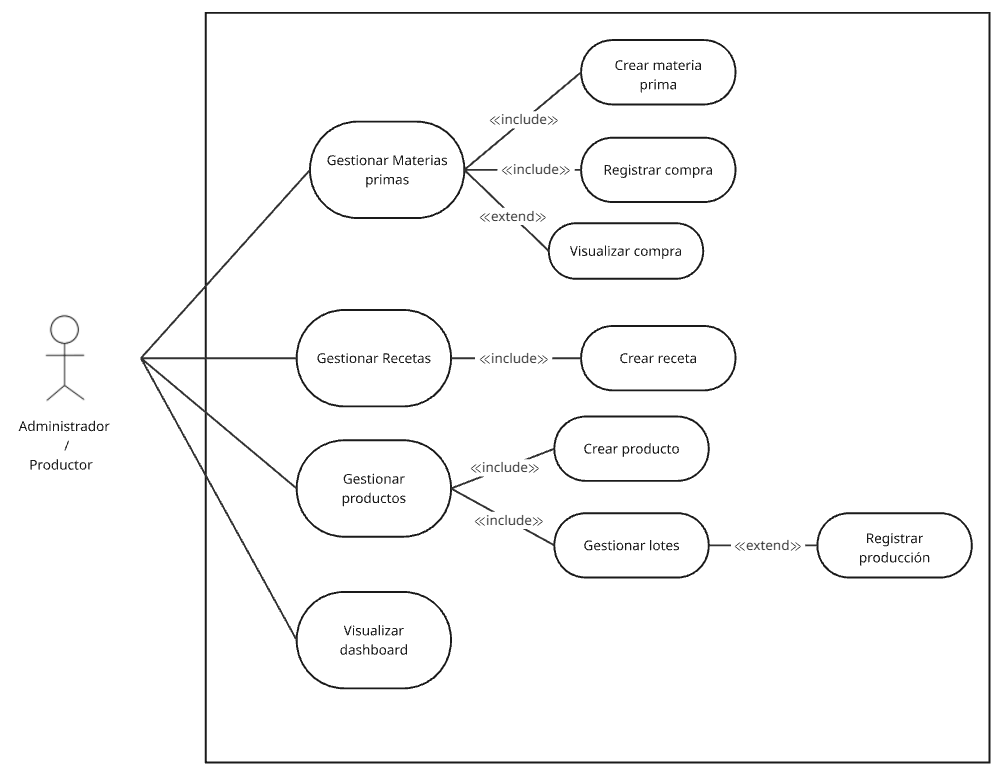 Crear materia
prima
«include»
Gestionar Materias
primas
«include»
Registrar compra
«extend»
Visualizar compra
Administrador
/
Productor
Gestionar Recetas
«include»
Crear receta
Gestionar
productos
«include»
Crear producto
«include»
Gestionar lotes
«extend»
Registrar
producción
Visualizar
dashboard